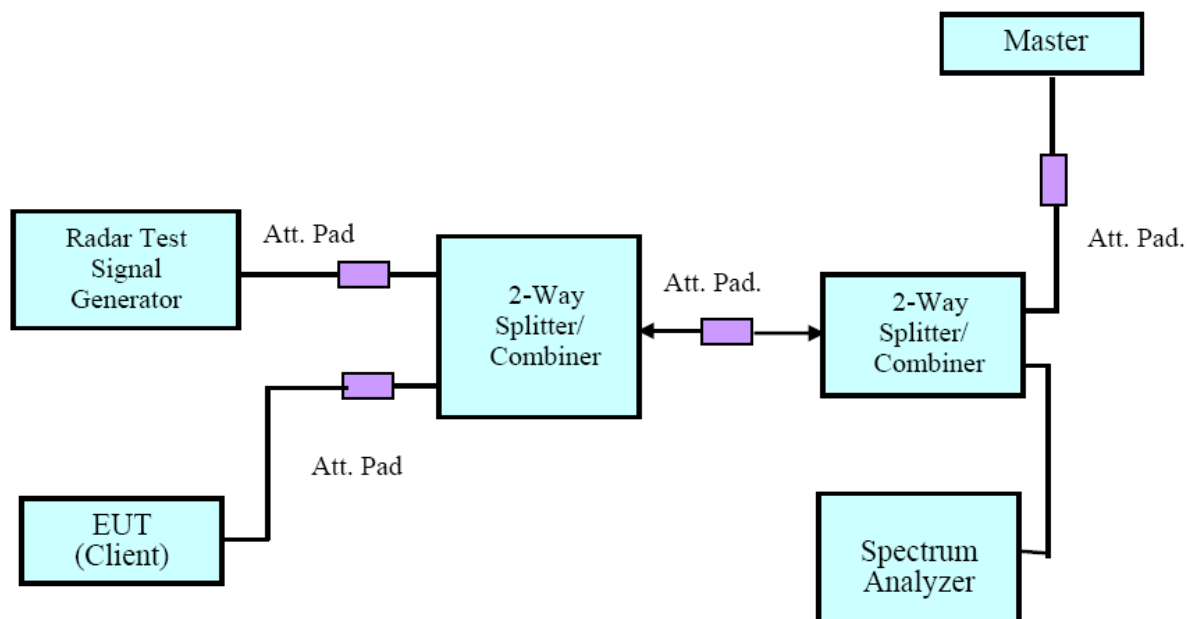 Master
Radar Test
Signal
Generator
Att. Pad
2-Way
Splitter/
Combiner
Att. Pad.
2-Way
Splitter/
Combiner
Att. Pad.
Att. Pad
EUT
(Client)
Spectrum
Analyzer